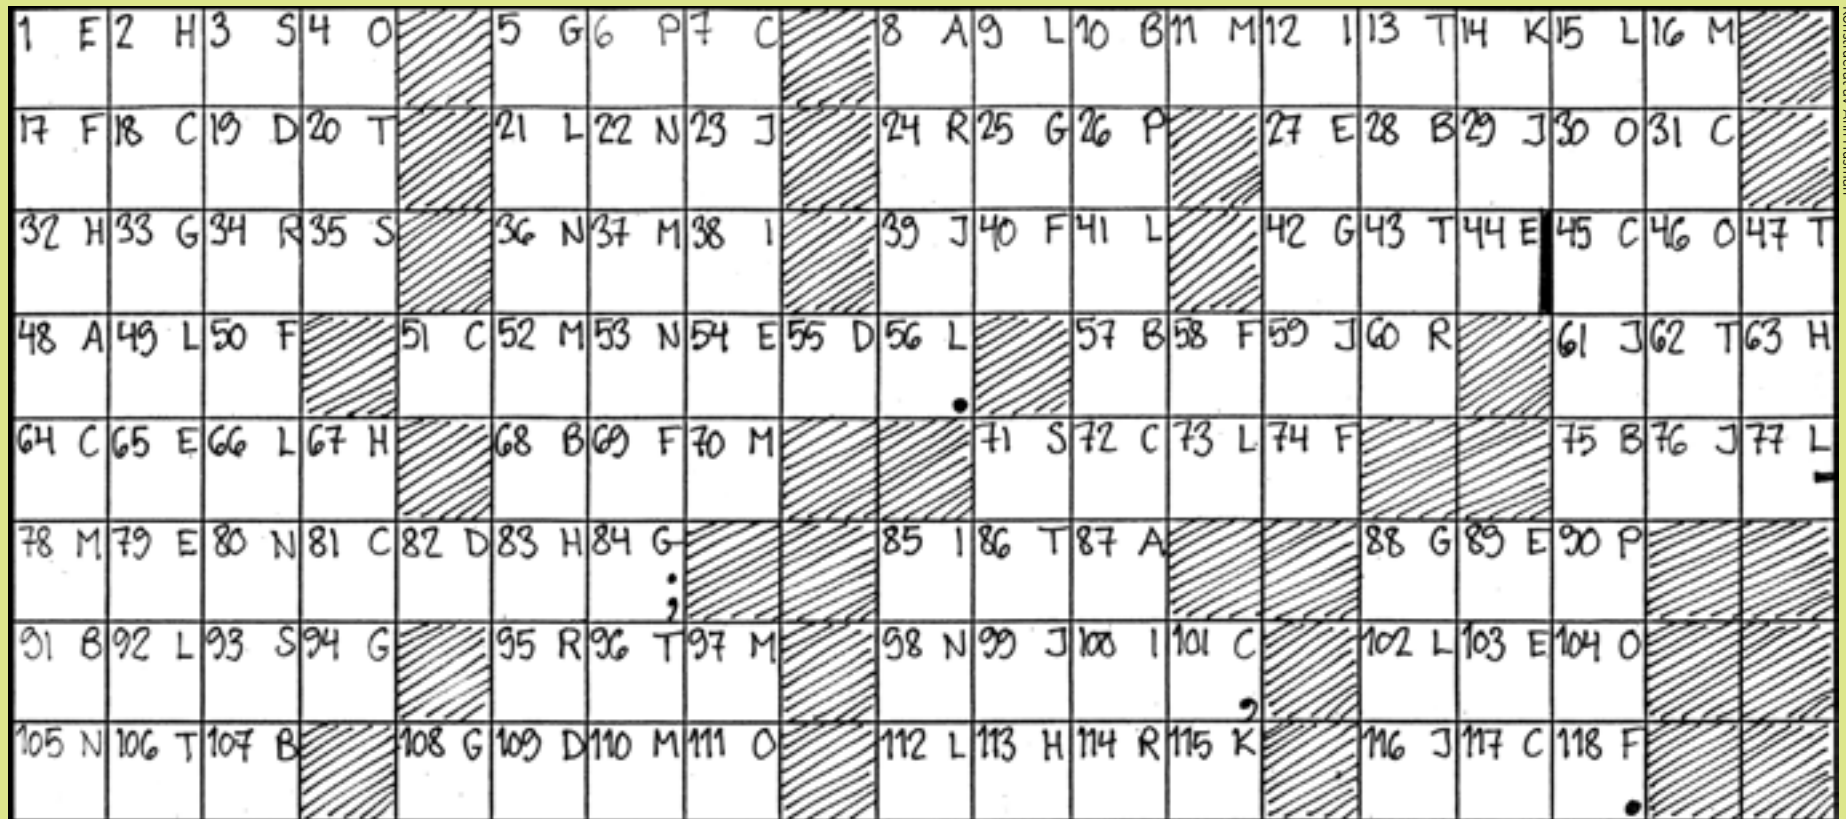 1 E 2 H 3 S 4 O 5 G 6 P 7 C 8 A 9 L 10 B 11 M 12 I 13 T 14 K 15 L 16 M
17 F 18 C 19 D 20 T 21 L 22 N 23 J 24 R 25 G 26 P 27 E 28 B 29 J 30 O 31 C
32 H 33 G 34 R 35 S 36 N 37 M 38 I 39 J 40 F 41 L 42 G 43 T 44 E 45 C 46 O 47 T
48 A 49 L 50 F 51 C 52 M 53 N 54 E 55 D 56 L . 57 B 58 F 59 J 60 R 61 J 62 T 63 H
64 C 65 E 66 L 67 H 68 B 69 F 70 M 71 S 72 C 73 L 74 F 75 B 76 J 77 L -
78 M 79 E 80 N 81 C 82 D 83 H 84 G ; 85 I 86 T 87 A 88 G 89 E 90 P
91 B 92 L 93 S 94 G 95 R 96 T 97 M 98 N 99 J 100 I 101 C , 102 L 103 E 104 O
105 N 106 T 107 B 108 G 109 D 110 M 111 O 112 L 113 H 114 R 115 K 116 J 117 C 118 F .